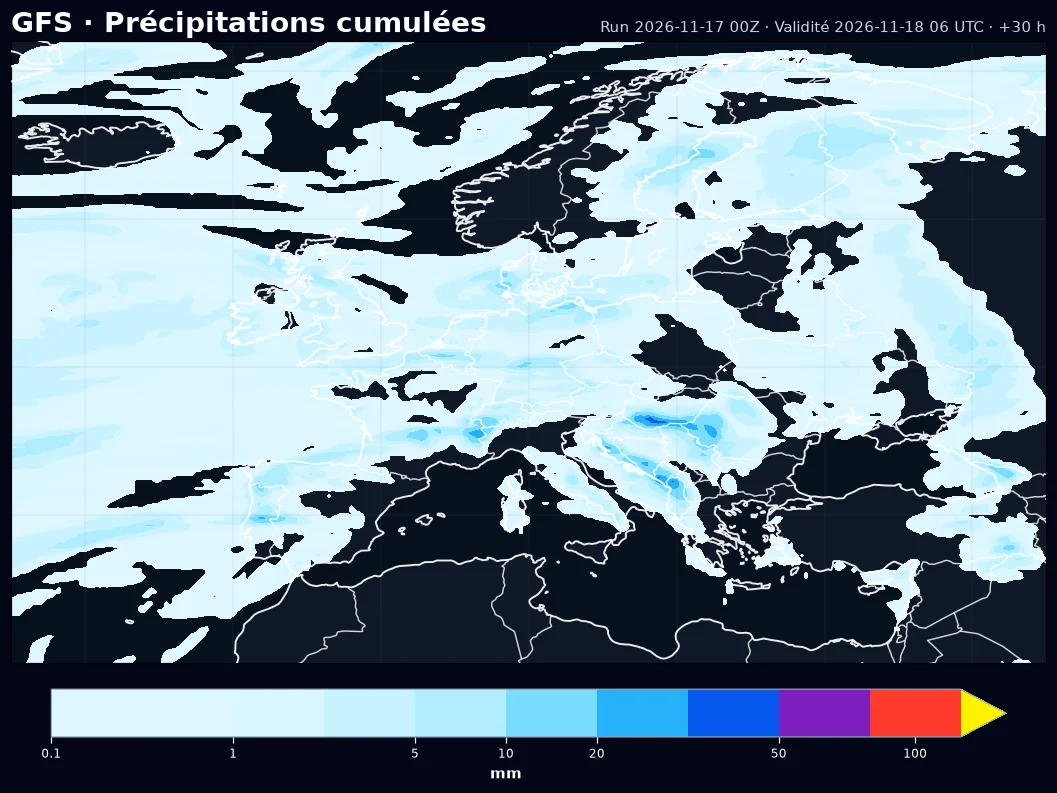 GFS · Précipitations cumulées
Run 2026-11-17 00Z · Validité 2026-11-18 06 UTC · +30 h
0.1 1 5 10 20 50 100
mm